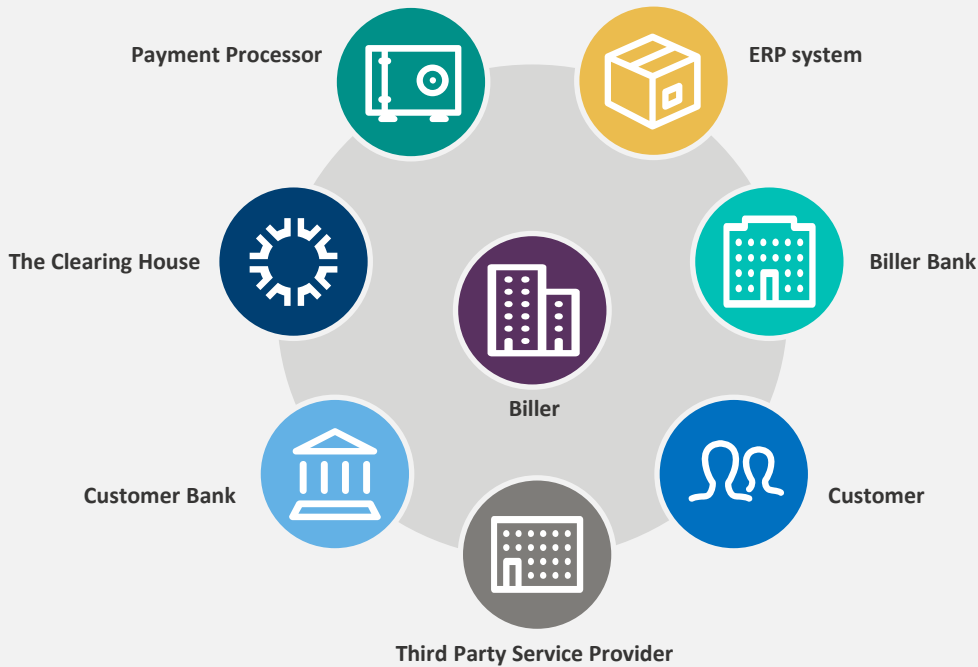 Payment Processor
ERP system
The Clearing House
Biller Bank
Biller
Customer Bank
Customer
Third Party Service Provider